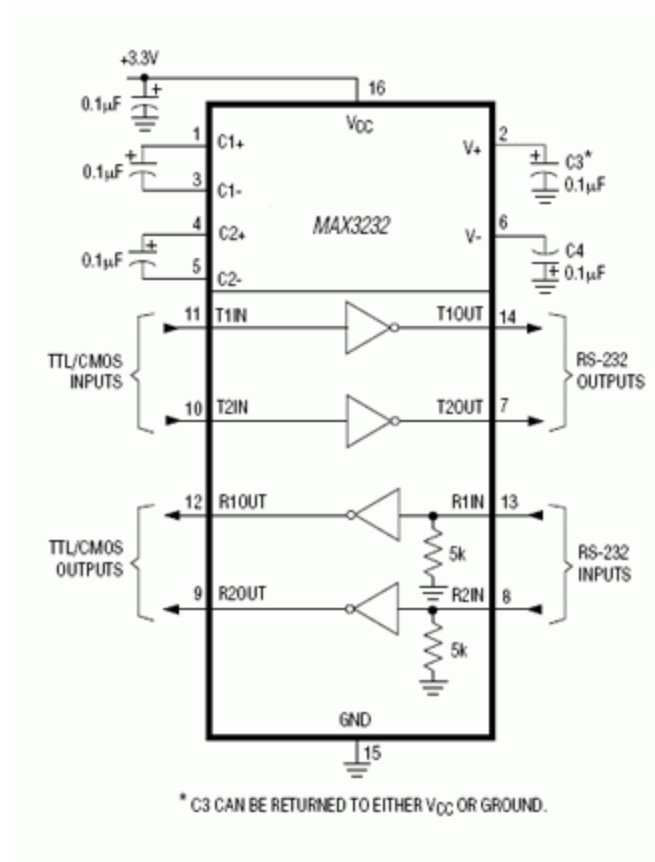 +3.3V
0.1µF
+
16
VCC
1
C1+
+
0.1µF
3
C1-
4
C2+
+
0.1µF
5
C2-
MAX3232
2
V+
+
C3*
0.1µF
6
V-
C4
+
0.1µF
TTL/CMOS
INPUTS
11
T1IN
T1OUT
14
10
T2IN
T2OUT
7
RS-232
OUTPUTS
TTL/CMOS
OUTPUTS
12
R1OUT
R1IN
13
5k
9
R2OUT
R2IN
8
5k
RS-232
INPUTS
GND
15
* C3 CAN BE RETURNED TO EITHER VCC OR GROUND.